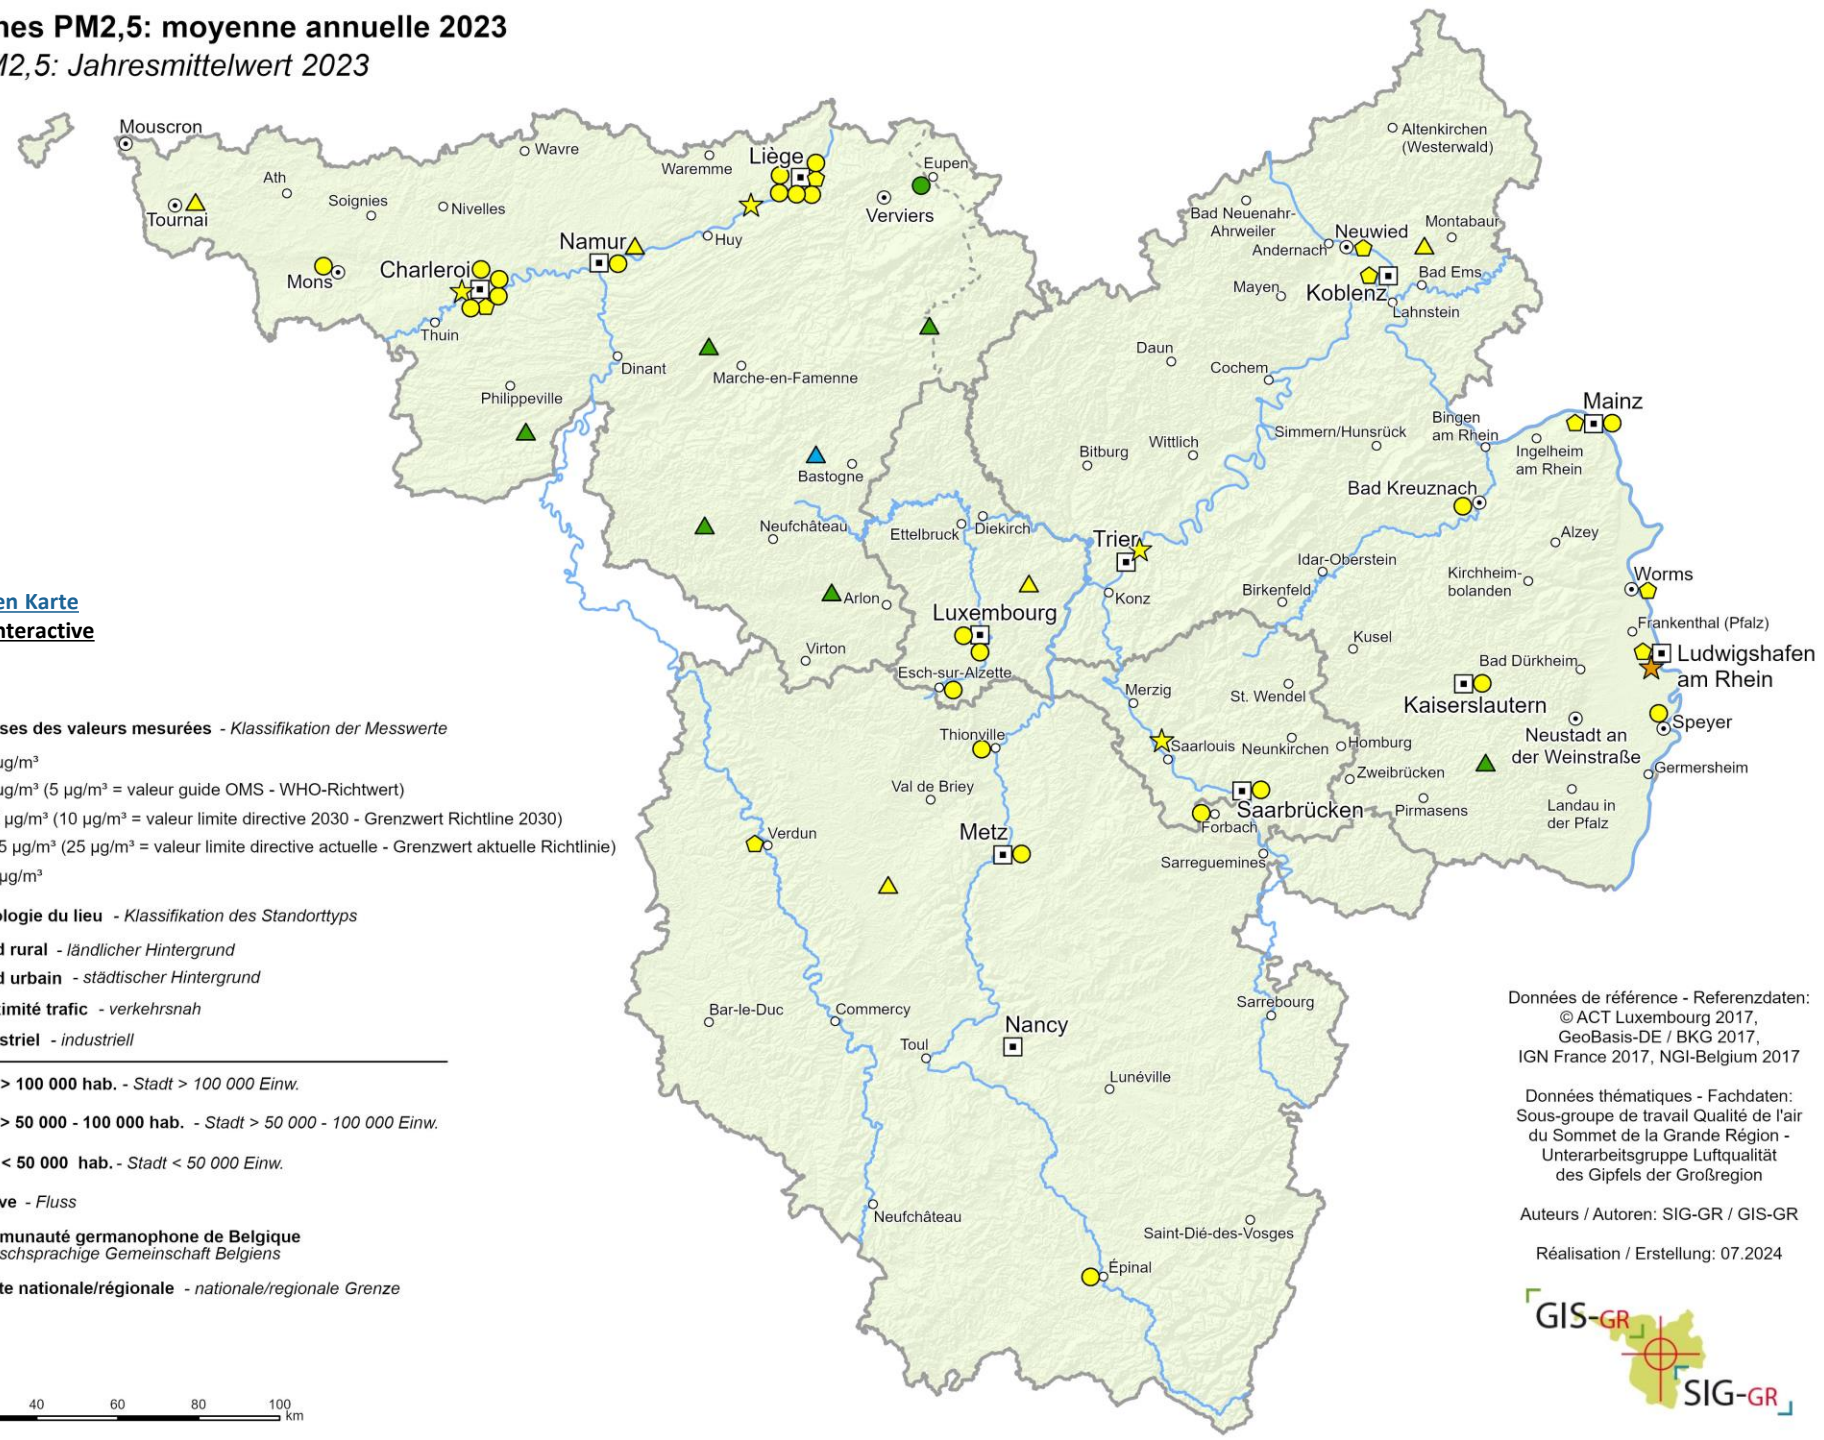 nes PM2,5: moyenne annuelle 2023
M2,5: Jahresmittelwert 2023
Mouscron
Wavre
Altenkirchen
(Westerwald)
Waremme
Liège
Eupen
Ath
Soignies
Nivelles
Tournai
Verviers
Bad Neuenahr-
Ahrweiler
Neuwied
Montabaur
Namur
Huy
Andernach
Mons
Charleroi
Bad Ems
Mayen
Koblenz
Lahnstein
Thuin
Dinant
Daun
Cochem
Marche-en-Famenne
Philippeville
Mainz
Bingen
am Rhein
Simmern/Hunsrück
Wittlich
Bitburg
Ingelheim
am Rhein
Bastogne
Bad Kreuznach
Neufchâteau
Ettelbruck
Diekirch
Alzey
Trier
Idar-Oberstein
Kirchheim-
bolanden
Worms
Birkenfeld
Konz
en Karte
nteractive
Arlon
Luxembourg
Frankenthal (Pfalz)
Kusel
Virton
Esch-sur-Alzette
Bad Dürkheim
Ludwigshafen
am Rhein
Merzig
St. Wendel
Kaiserslautern
Speyer
ses des valeurs mesurées - Klassifikation der Messwerte
Thionville
Saarlouis
Neunkirchen
Homburg
Neustadt an
der Weinstraße
µg/m³
Zweibrücken
Germersheim
µg/m³ (5 µg/m³ = valeur guide OMS - WHO-Richtwert)
Val de Briey
Saarbrücken
Pirmasens
Landau in
der Pfalz
µg/m³ (10 µg/m³ = valeur limite directive 2030 - Grenzwert Richtline 2030)
Forbach
Metz
Verdun
5 µg/m³ (25 µg/m³ = valeur limite directive actuelle - Grenzwert aktuelle Richtlinie)
Sarreguemines
µg/m³
ologie du lieu - Klassifikation des Standorttyps
d rural - ländlicher Hintergrund
d urbain - städtischer Hintergrund
ximité trafic - verkehrsnah
striel - industriell
Bar-le-Duc
Commercy
Sarrebourg
Nancy
Toul
Lunéville
> 100 000 hab. - Stadt > 100 000 Einw.
> 50 000 - 100 000 hab. - Stadt > 50 000 - 100 000 Einw.
< 50 000 hab. - Stadt < 50 000 Einw.
ve - Fluss
munauté germanophone de Belgique
schsprachige Gemeinschaft Belgiens
te nationale/régionale - nationale/regionale Grenze
Neufchâteau
Saint-Dié-des-Vosges
Épinal
40 60 80 100
km
Données de référence - Referenzdaten:
© ACT Luxembourg 2017,
GeoBasis-DE / BKG 2017,
IGN France 2017, NGI-Belgium 2017
Données thématiques - Fachdaten:
Sous-groupe de travail Qualité de l'air
du Sommet de la Grande Région -
Unterarbeitsgruppe Luftqualität
des Gipfels der Großregion
Auteurs / Autoren: SIG-GR / GIS-GR
Réalisation / Erstellung: 07.2024
GIS-GR
SIG-GR